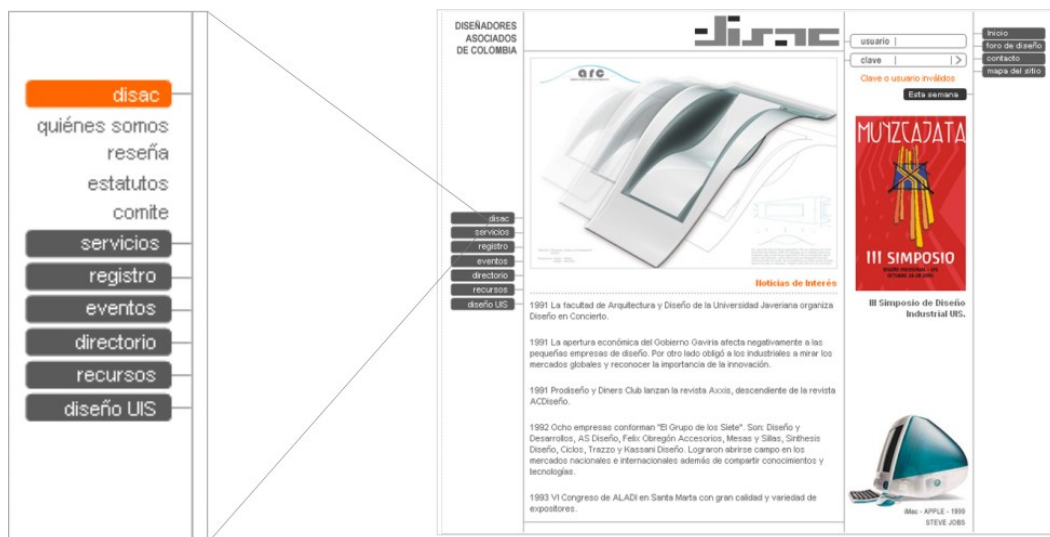 disac
quiénes somos
reseña
estatutos
comite
servicios
registro
eventos
directorio
recursos
diseño UIS
DISEÑADORES
ASOCIADOS
DE COLOMBIA
disac
usuario
clave
Clave o usuario inválidos
Esta semana
Inicio
foro de diseño
contacto
mapa del sitio
arc
disac
servicios
registro
eventos
directorio
recursos
diseño UIS
MUYZCAJATA
III SIMPOSIO
III Simposio de Diseño
Industrial UIS.
Noticias de Interés
1991 La facultad de Arquitectura y Diseño de la Universidad Javeriana organiza
Diseño en Concierto.
1991 La apertura económica del Gobierno Gaviria afecta negativamente a las
pequeñas empresas de diseño. Por otro lado obligó a los industriales a mirar los
mercados globales y reconocer la importancia de la innovación.
1991 Prodiseño y Diners Club lanzan la revista Axxis, descendiente de la revista
ACDiseño.
1992 Ocho empresas conforman "El Grupo de los Siete". Son: Diseño y
Desarrollos, AS Diseño, Felix Obregón Accesorios, Mesas y Sillas, Sinthesis
Diseño, Ciclos, Trazzo y Kassani Diseño. Lograron abrirse campo en los
mercados nacionales e internacionales además de compartir conocimientos y
tecnologías.
1993 VI Congreso de ALADI en Santa Marta con gran calidad y variedad de
expositores.
iMac - APPLE - 1999
STEVE JOBS